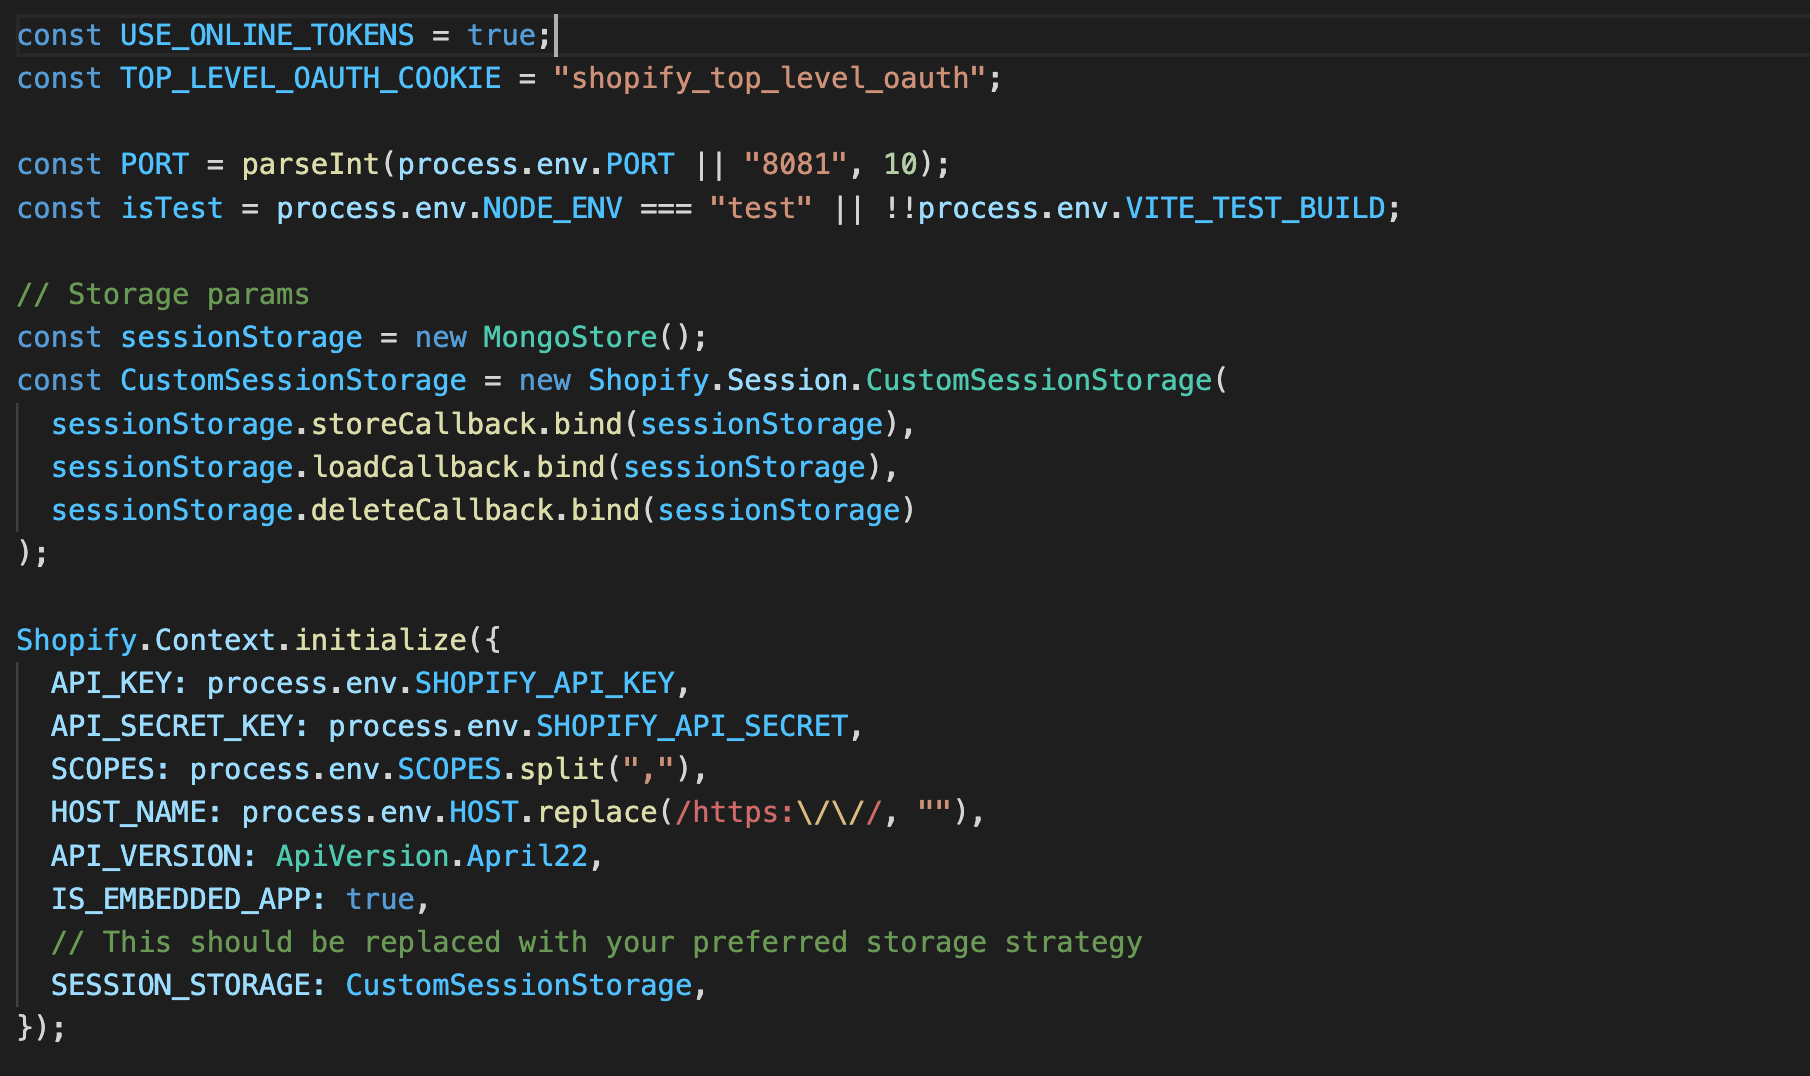 const USE_ONLINE_TOKENS = true;
const TOP_LEVEL_OAUTH_COOKIE = "shopify_top_level_oauth";
const PORT = parseInt(process.env.PORT || "8081", 10);
const isTest = process.env.NODE_ENV === "test" || !!process.env.VITE_TEST_BUILD;
// Storage params
const sessionStorage = new MongoStore();
const CustomSessionStorage = new Shopify.Session.CustomSessionStorage(
  sessionStorage.storeCallback.bind(sessionStorage),
  sessionStorage.loadCallback.bind(sessionStorage),
  sessionStorage.deleteCallback.bind(sessionStorage)
);
Shopify.Context.initialize({
  API_KEY: process.env.SHOPIFY_API_KEY,
  API_SECRET_KEY: process.env.SHOPIFY_API_SECRET,
  SCOPES: process.env.SCOPES.split(","),
  HOST_NAME: process.env.HOST.replace(/https:\/\//, ""),
  API_VERSION: ApiVersion.April22,
  IS_EMBEDDED_APP: true,
  // This should be replaced with your preferred storage strategy
  SESSION_STORAGE: CustomSessionStorage,
});